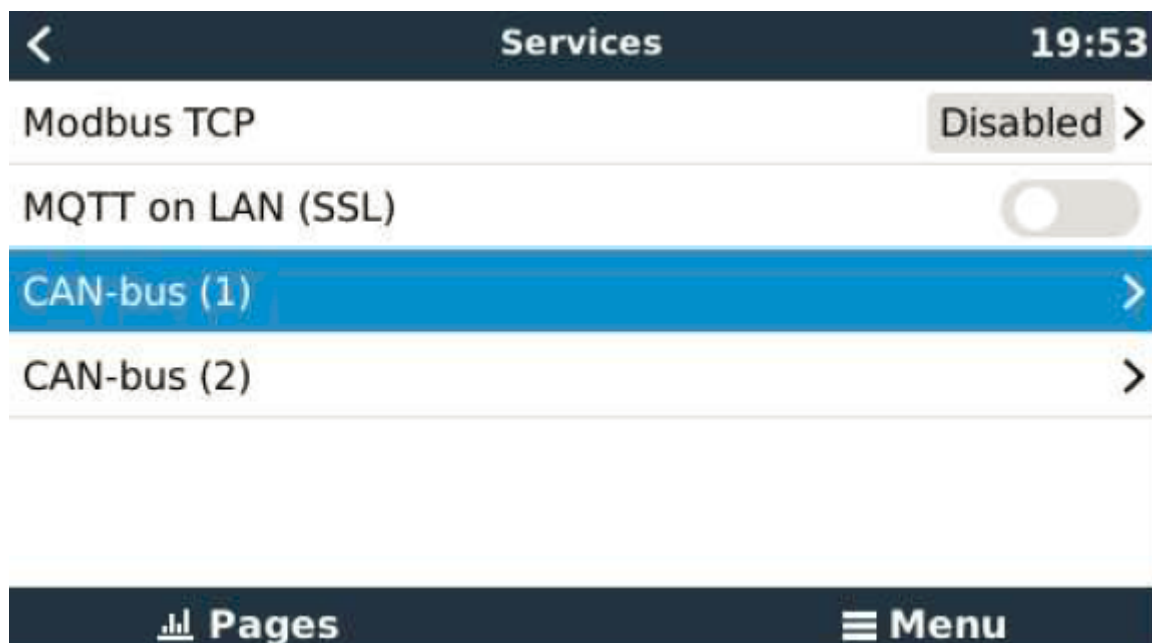 Services 19:53
Modbus TCP Disabled
MQTT on LAN (SSL)
CAN-bus (1)
CAN-bus (2)
Pages Menu